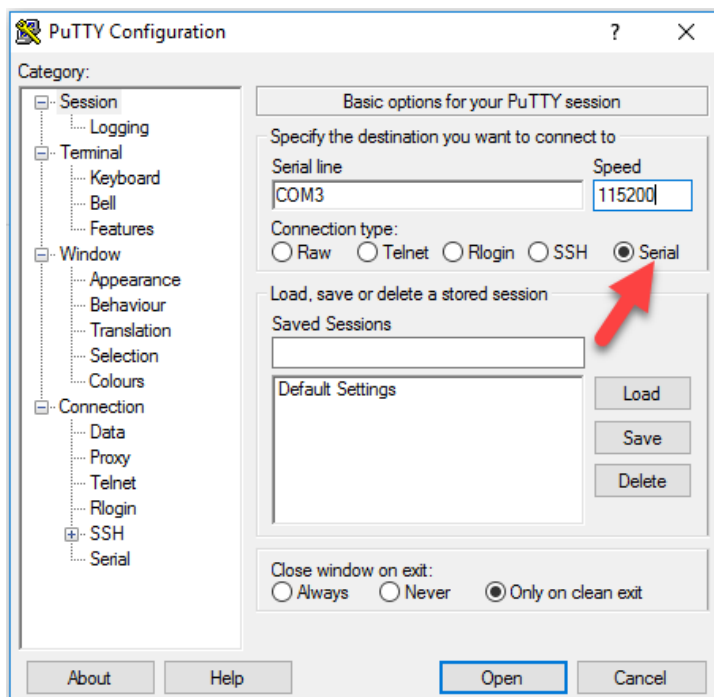 PuTTY Configuration
?
Category:
Session
Logging
Terminal
Keyboard
Bell
Features
Window
Appearance
Behaviour
Translation
Selection
Colours
Connection
Data
Proxy
Telnet
Rlogin
SSH
Serial
Basic options for your PuTTY session
Specify the destination you want to connect to
Serial line Speed
COM3 115200
Connection type:
Raw Telnet Rlogin SSH Serial
Load, save or delete a stored session
Saved Sessions
Default Settings
Load
Save
Delete
Close window on exit:
Always Never Only on clean exit
About Help Open Cancel